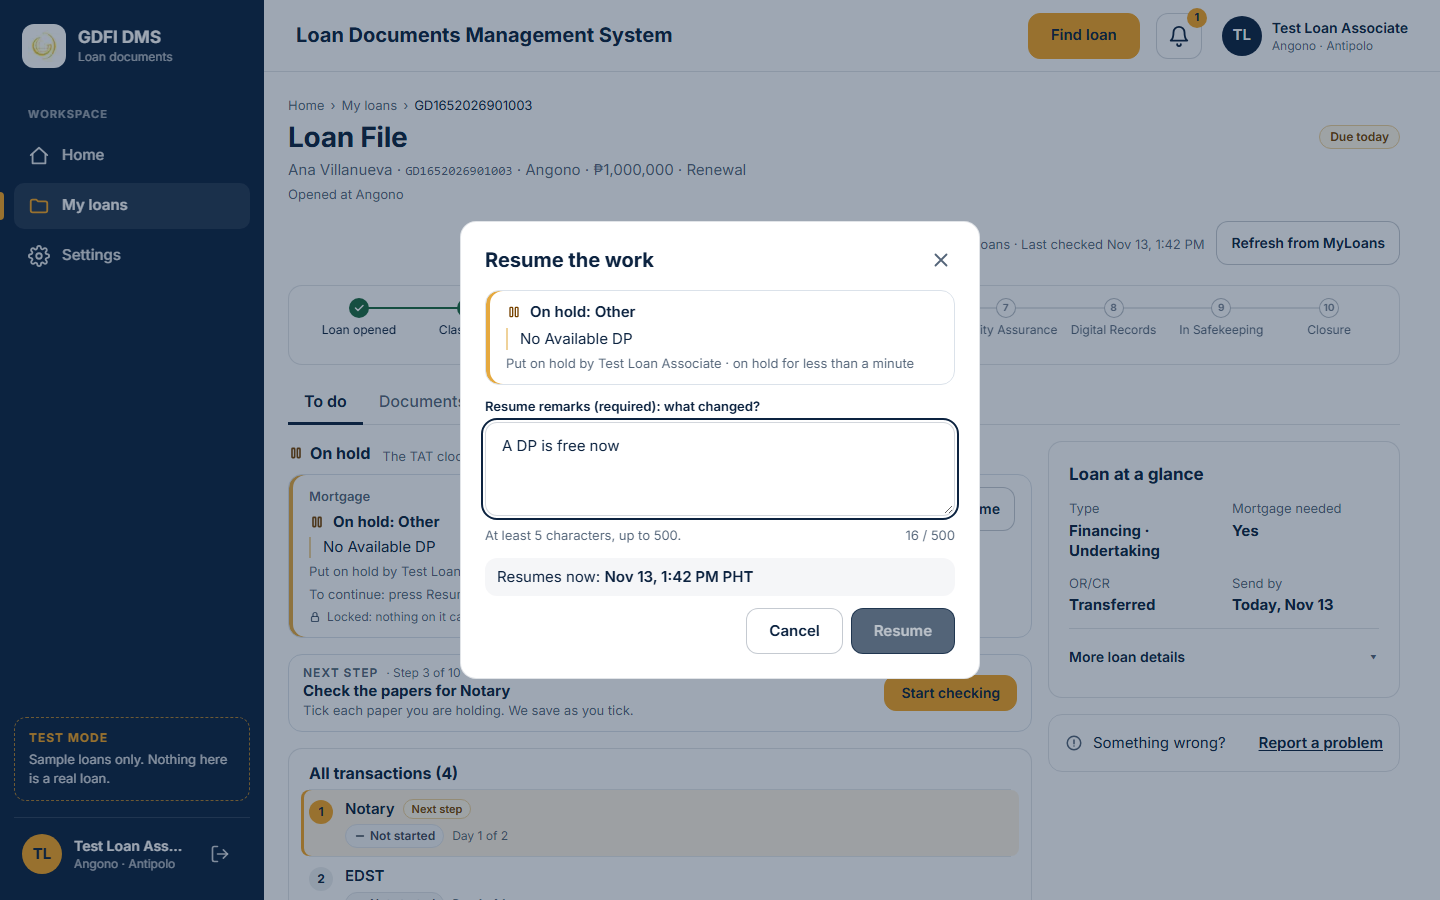 GDFI DMS
Loan documents
WORKSPACE
Home
My loans
Settings
TEST MODE
Sample loans only. Nothing here
is a real loan.
TL
Test Loan Ass...
Angono · Antipolo
Loan Documents Management System
Find loan
1
TL
Test Loan Associate
Angono · Antipolo
Home › My loans › GD1652026901003
Loan File
Due today
Ana Villanueva · GD1652026901003 · Angono · ₱1,000,000 · Renewal
Opened at Angono
oans · Last checked Nov 13, 1:42 PM
Refresh from MyLoans
7
8
9
10
Loan opened
Clas
ity Assurance
Digital Records
In Safekeeping
Closure
To do
Documents
On hold
The TAT cloc
Mortgage
On hold: Other
No Available DP
Put on hold by Test Loan
To continue: press Resu
Locked: nothing on it ca
me
NEXT STEP · Step 3 of 10
Check the papers for Notary
Tick each paper you are holding. We save as you tick.
Start checking
All transactions (4)
1
Notary
Next step
Not started
Day 1 of 2
2
EDST
Loan at a glance
Type
Mortgage needed
Financing ·
Undertaking
Yes
OR/CR
Send by
Transferred
Today, Nov 13
More loan details
Something wrong?
Report a problem
Resume the work
On hold: Other
No Available DP
Put on hold by Test Loan Associate · on hold for less than a minute
Resume remarks (required): what changed?
A DP is free now
At least 5 characters, up to 500.
16 / 500
Resumes now: Nov 13, 1:42 PM PHT
Cancel
Resume